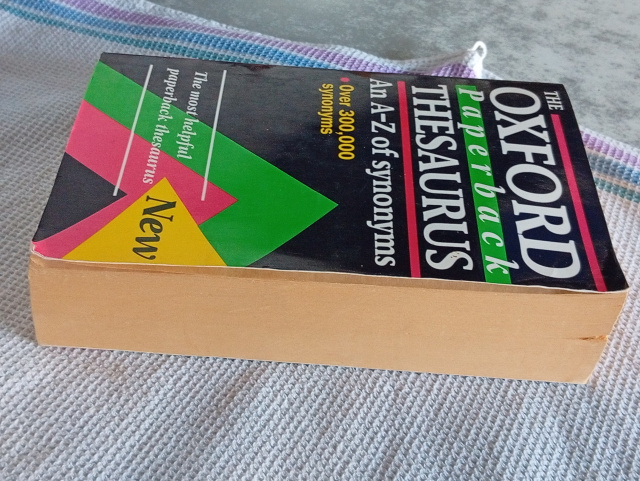 THE
OXFORD
Paperback
THESAURUS
An A-Z of synonyms
Over 300,000
synonyms
The most helpful
paperback thesaurus
New